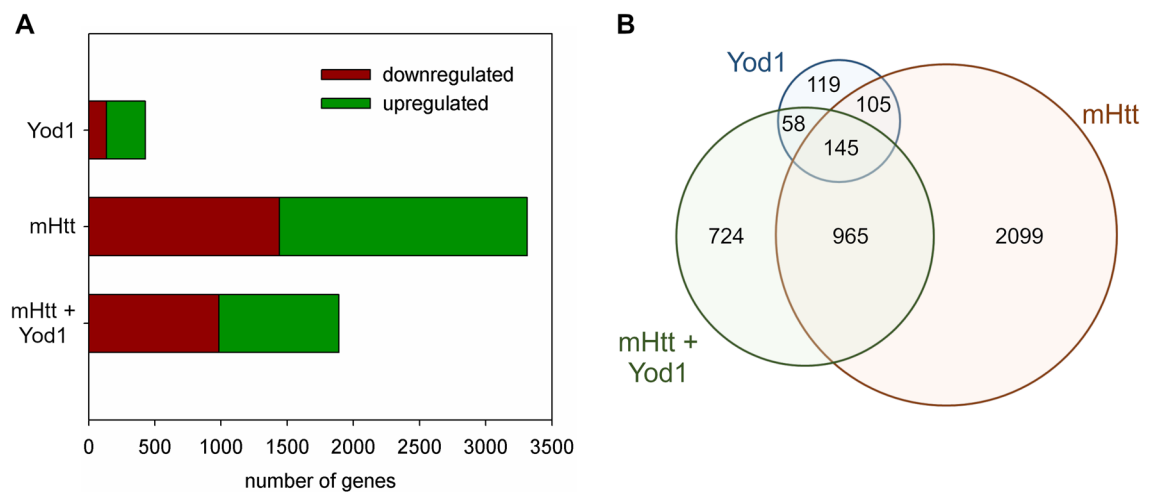 A
downregulated
upregulated
Yod1
mHtt
mHtt +
Yod1
0 500 1000 1500 2000 2500 3000 3500
number of genes
B
Yod1
119
105
mHtt
58
145
724
965
2099
mHtt +
Yod1